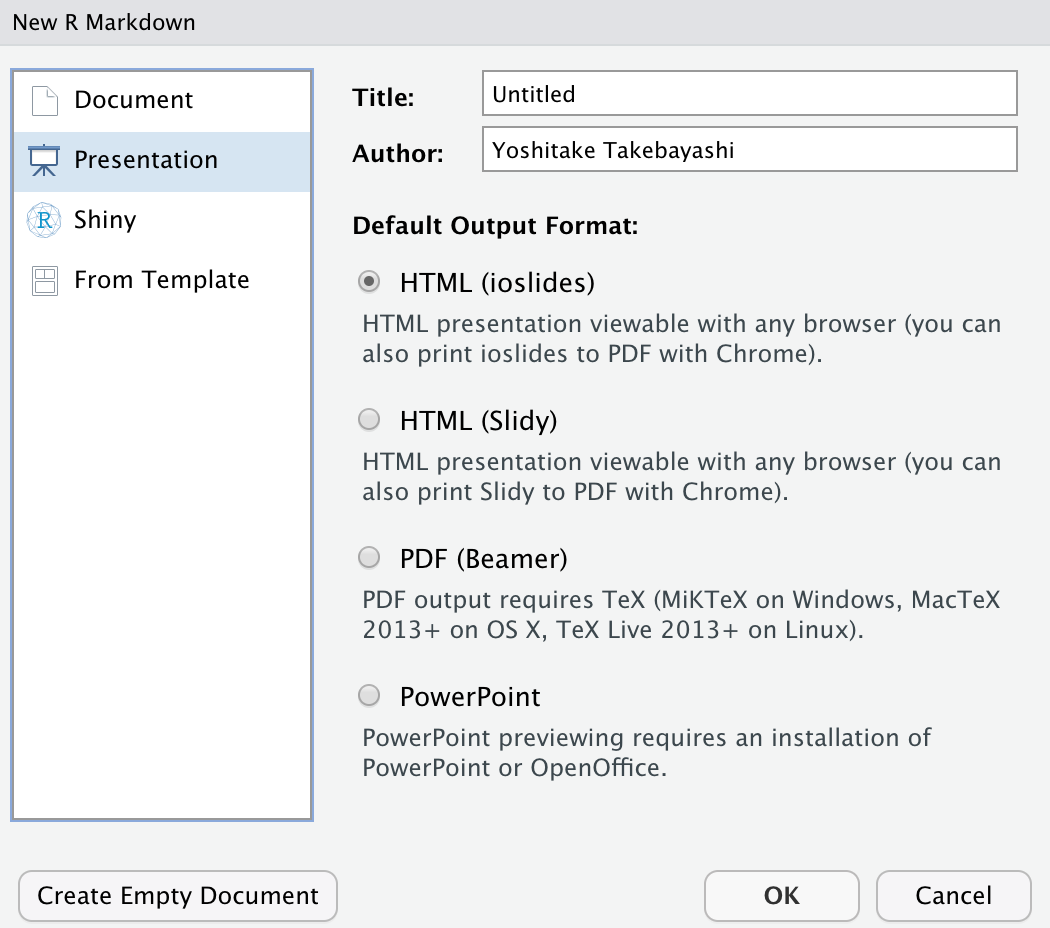 New R Markdown
Document
Presentation
R
Shiny
From Template
Title:
Untitled
Author:
Yoshitake Takebayashi
Default Output Format:
HTML (ioslides)
HTML presentation viewable with any browser (you can
also print ioslides to PDF with Chrome).
HTML (Slidy)
HTML presentation viewable with any browser (you can
also print Slidy to PDF with Chrome).
PDF (Beamer)
PDF output requires TeX (MiKTeX on Windows, MacTeX
2013+ on OS X, TeX Live 2013+ on Linux).
PowerPoint
PowerPoint previewing requires an installation of
PowerPoint or OpenOffice.
Create Empty Document
OK
Cancel